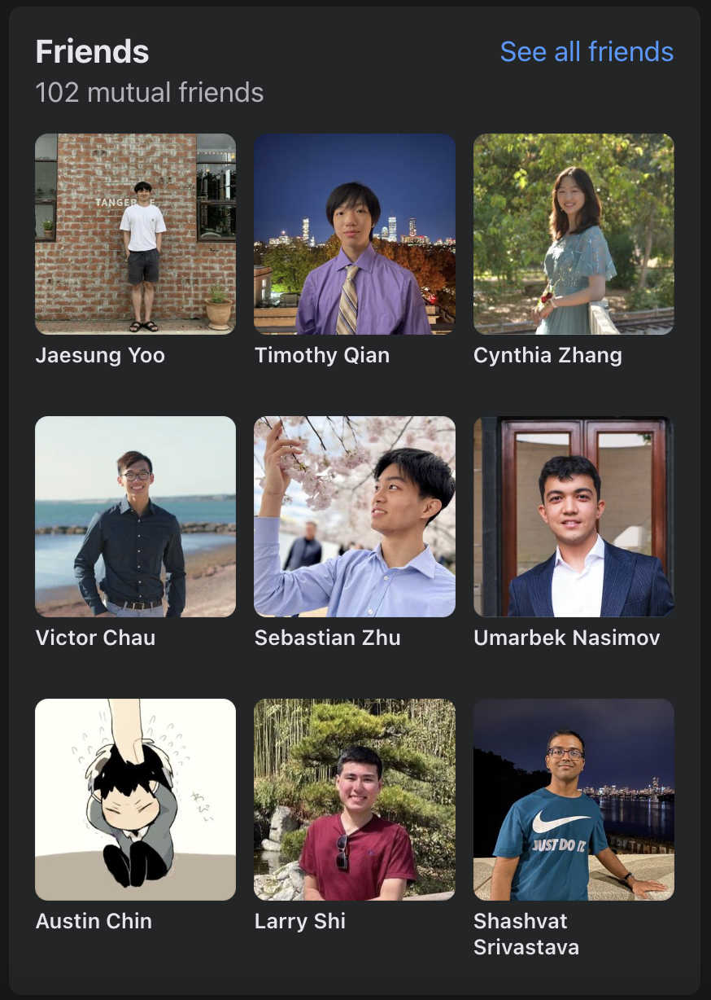 Friends
See all friends
102 mutual friends
TANGER E
Jaesung Yoo
Timothy Qian
Cynthia Zhang
Victor Chau
Sebastian Zhu
Umarbek Nasimov
わぴぃ
JUST DO IT.
Austin Chin
Larry Shi
Shashvat
Srivastava